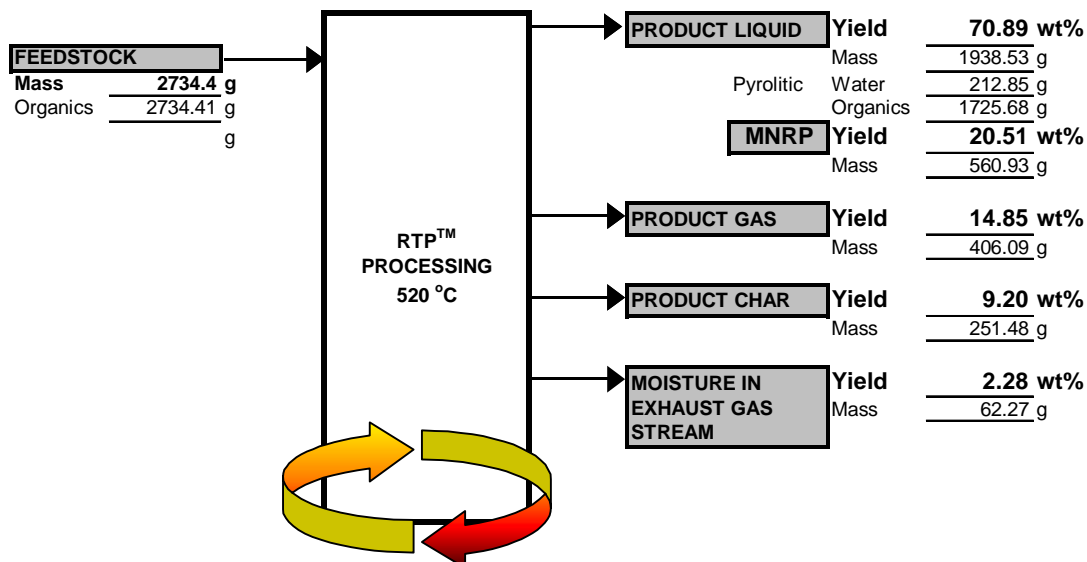 FEEDSTOCK
Mass 2734.4 g
Organics 2734.41 g
g
RTP™
PROCESSING
520 °C
PRODUCT LIQUID Yield 70.89 wt%
Mass 1938.53 g
Pyrolitic Water 212.85 g
Organics 1725.68 g
MNRP Yield 20.51 wt%
Mass 560.93 g
PRODUCT GAS Yield 14.85 wt%
Mass 406.09 g
PRODUCT CHAR Yield 9.20 wt%
Mass 251.48 g
MOISTURE IN Yield 2.28 wt%
EXHAUST GAS Mass 62.27 g
STREAM